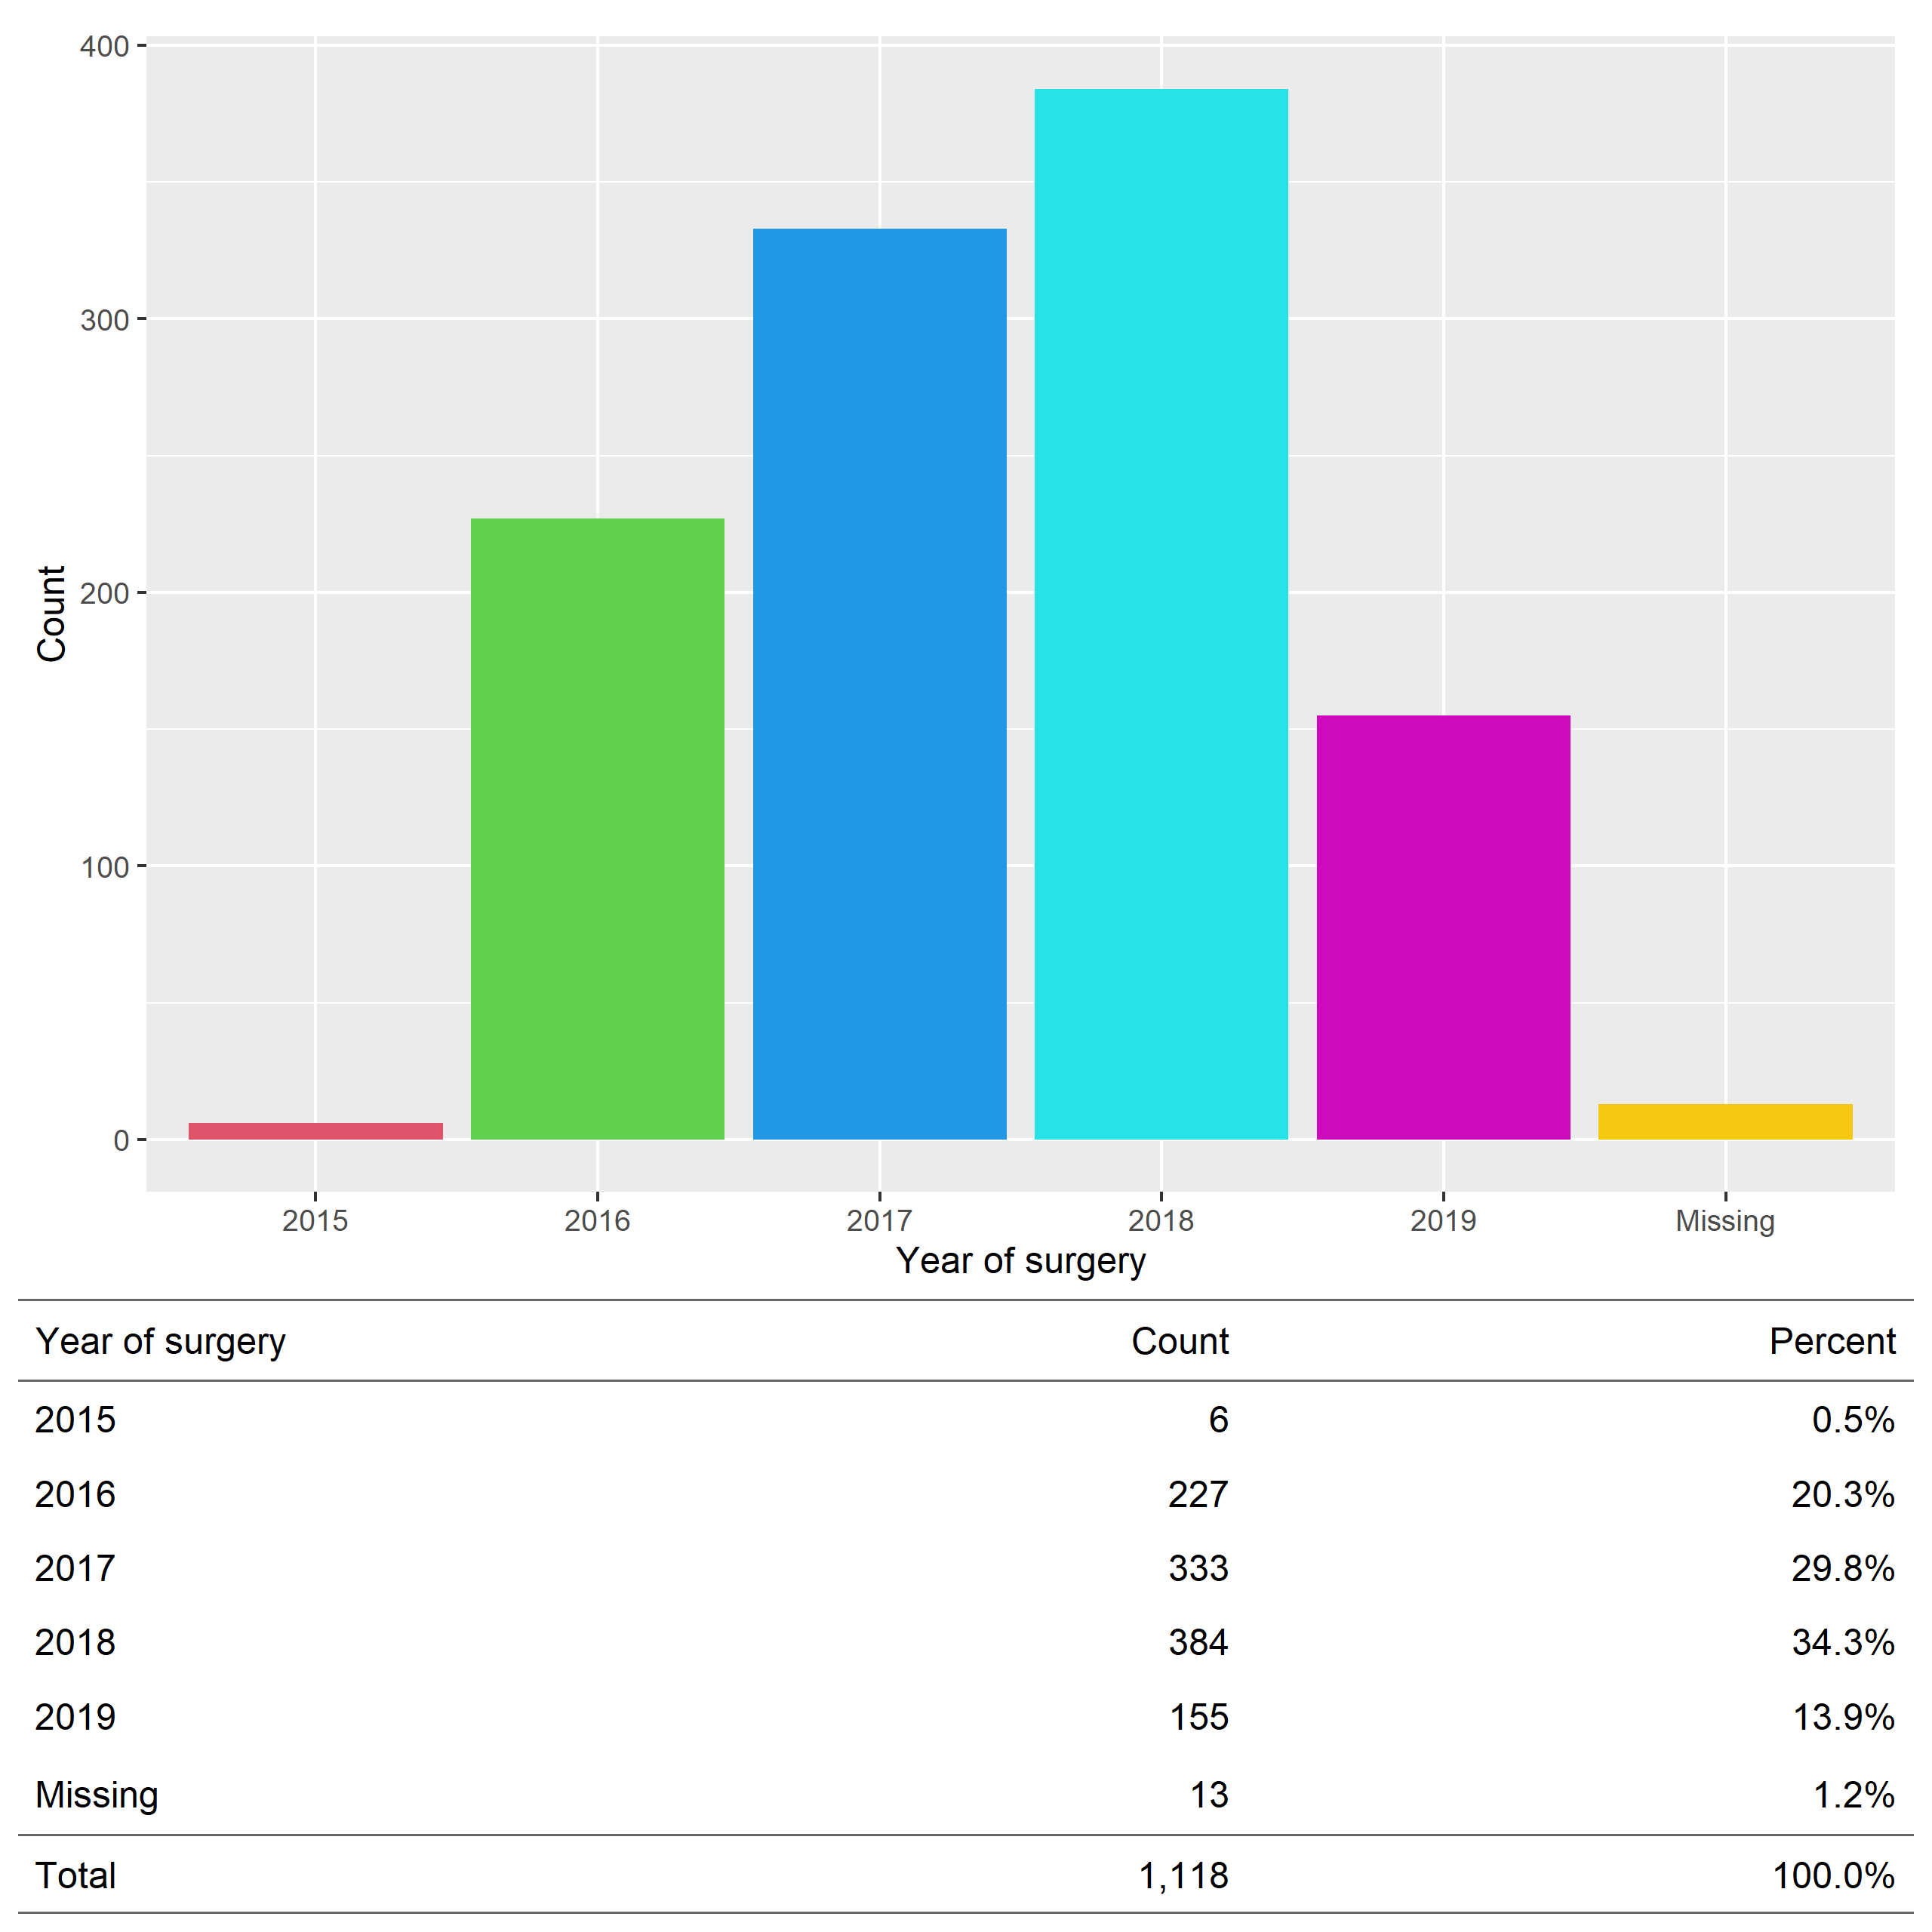 400
300
200
100
0
Count
2015 2016 2017 2018 2019 Missing
Year of surgery
Year of surgery Count Percent
2015 6 0.5%
2016 227 20.3%
2017 333 29.8%
2018 384 34.3%
2019 155 13.9%
Missing 13 1.2%
Total 1,118 100.0%